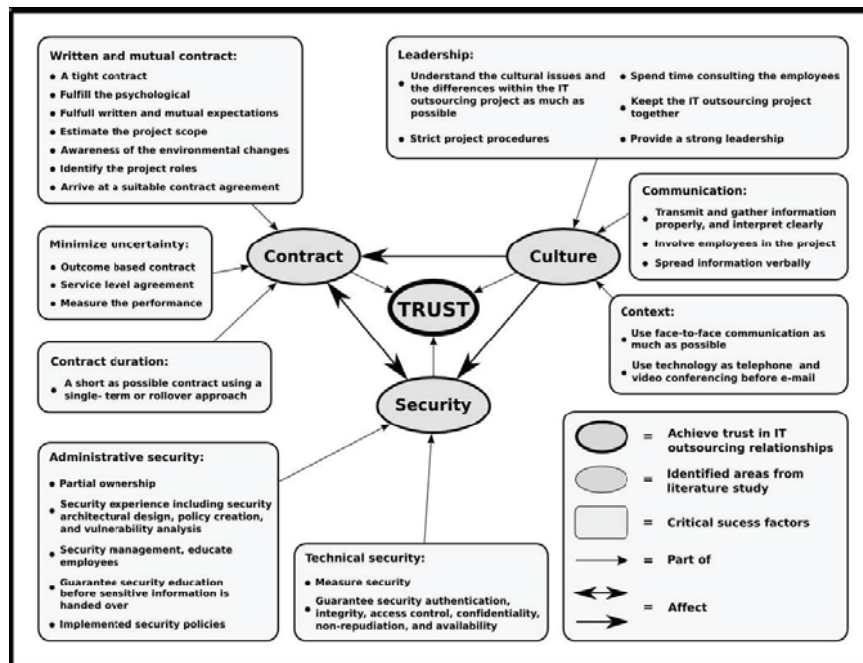 Written and mutual contract:
A tight contract
Fulfill the psychological
Fulfull written and mutual expectations
Estimate the project scope
Awareness of the environmental changes
Identify the project roles
Arrive at a suitable contract agreement
Leadership:
Understand the cultural issues and
the differences within the IT
outsourcing project as much as
possible
Strict project procedures
Spend time consulting the employees
Keept the IT outsourcing project
together
Provide a strong leadership
Communication:
Transmit and gather information
properly, and interpret clearly
Involve employees in the project
Spread information verbally
Minimize uncertainty:
Outcome based contract
Service level agreement
Measure the performance
Contract
Culture
TRUST
Security
Context:
Use face-to-face communication as
much as possible
Use technology as telephone and
video conferencing before e-mail
Contract duration:
A short as possible contract using a
single- term or rollover approach
Administrative security:
Partial ownership
Security experience including security
architectural design, policy creation,
and vulnerability analysis
Security management, educate
employees
Guarantee security education
before sensitive information is
handed over
Implemented security policies
Technical security:
Measure security
Guarantee security authentication,
integrity, access control, confidentiality,
non-repudiation, and availability
= Achieve trust in IT
outsourcing relationships
= Identified areas from
literature study
= Critical sucess factors
= Part of
= Affect